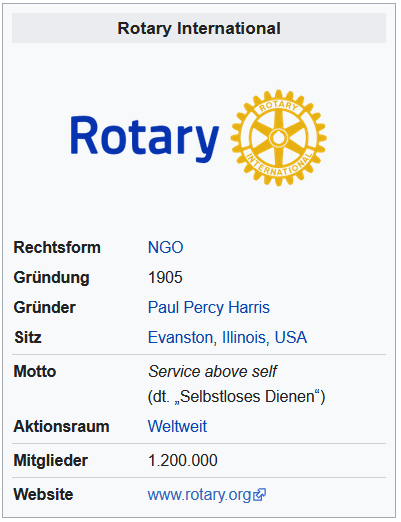 Rotary International
Rotary
ROTARY
INTERNATIONAL
Rechtsform NGO
Gründung 1905
Gründer Paul Percy Harris
Sitz Evanston, Illinois, USA
Motto Service above self
(dt. „Selbstloses Dienen“)
Aktionsraum Weltweit
Mitglieder 1.200.000
Website www.rotary.org